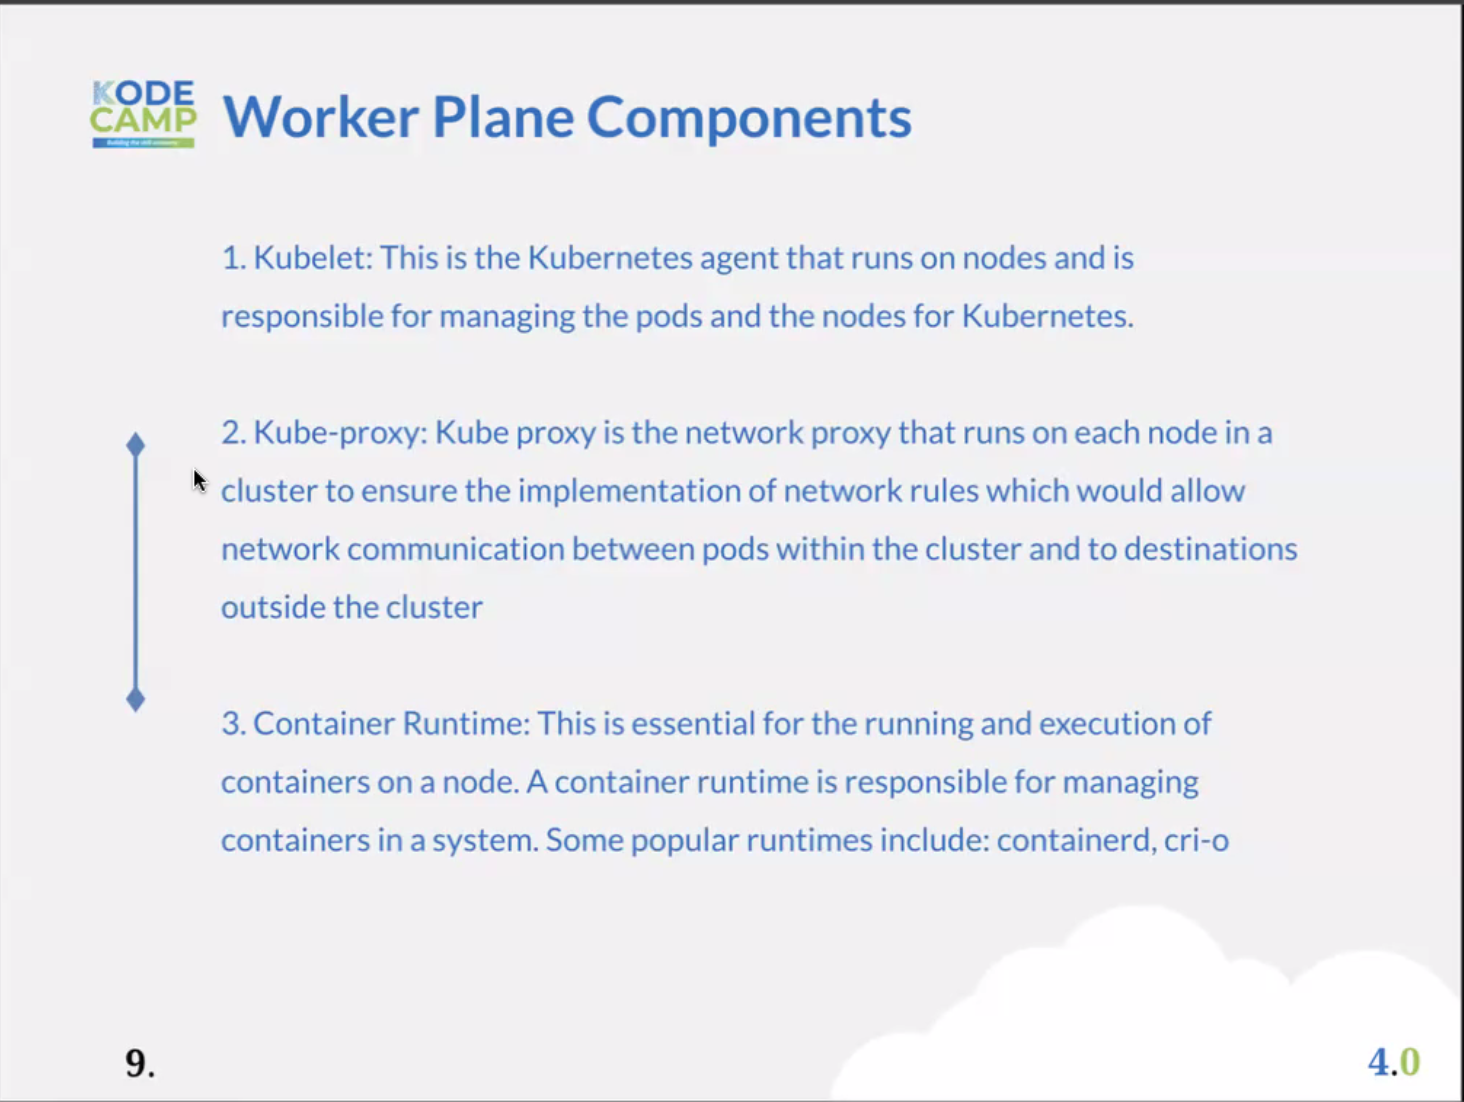 KODE
CAMP
Building the skill economy
Worker Plane Components
1. Kubelet: This is the Kubernetes agent that runs on nodes and is
responsible for managing the pods and the nodes for Kubernetes.
2. Kube-proxy: Kube proxy is the network proxy that runs on each node in a
cluster to ensure the implementation of network rules which would allow
network communication between pods within the cluster and to destinations
outside the cluster
3. Container Runtime: This is essential for the running and execution of
containers on a node. A container runtime is responsible for managing
containers in a system. Some popular runtimes include: containerd, cri-o
9.
4.0